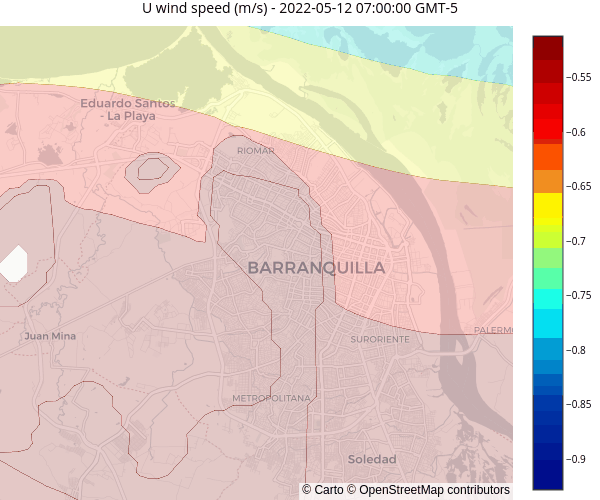 U wind speed (m/s) - 2022-05-12 07:00:00 GMT-5
Eduardo Santos
- La Playa
RIOMAR
BARRANQUILLA
Juan Mina
SURORIENTE
PALERMO
METROPOLITANA
Soledad
© Carto © OpenStreetMap contributors
−0.55
−0.6
−0.65
−0.7
−0.75
−0.8
−0.85
−0.9